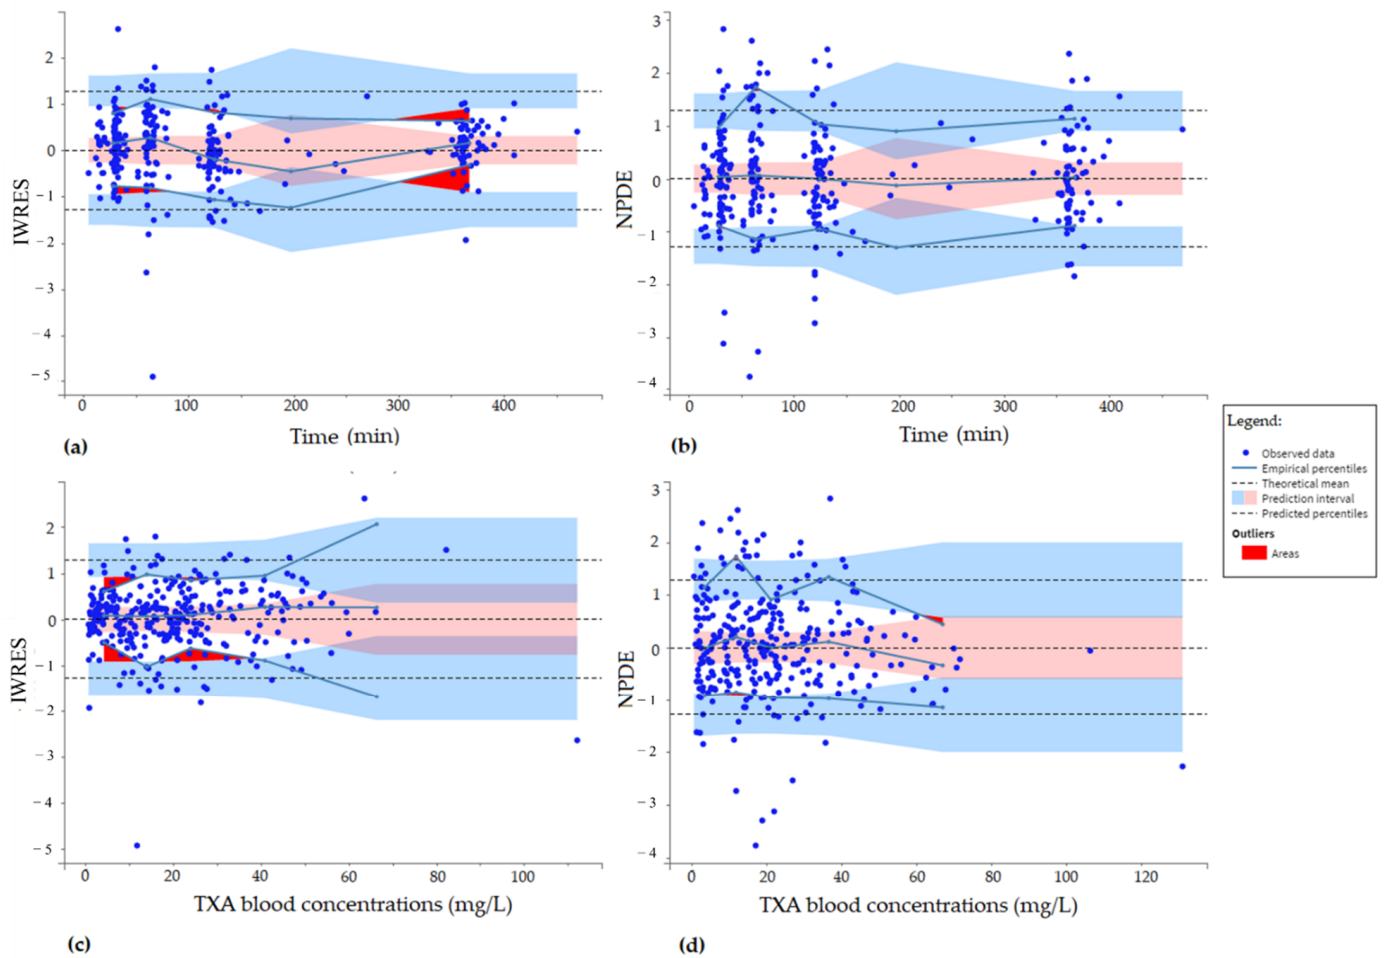 2
1
0
−1
−2
−3
−4
−5
IWRES
0
100
200
300
400
Time (min)
(a)
3
2
1
0
−1
−2
−3
−4
NPDE
0
100
200
300
400
Time (min)
(b)
Legend:
Observed data
Empirical percentiles
Theoretical mean
Prediction interval
Predicted percentiles
Outliers
Areas
2
1
0
−1
−2
−3
−4
−5
IWRES
0
20
40
60
80
100
TXA blood concentrations (mg/L)
(c)
3
2
1
0
−1
−2
−3
−4
NPDE
0
20
40
60
80
100
120
TXA blood concentrations (mg/L)
(d)